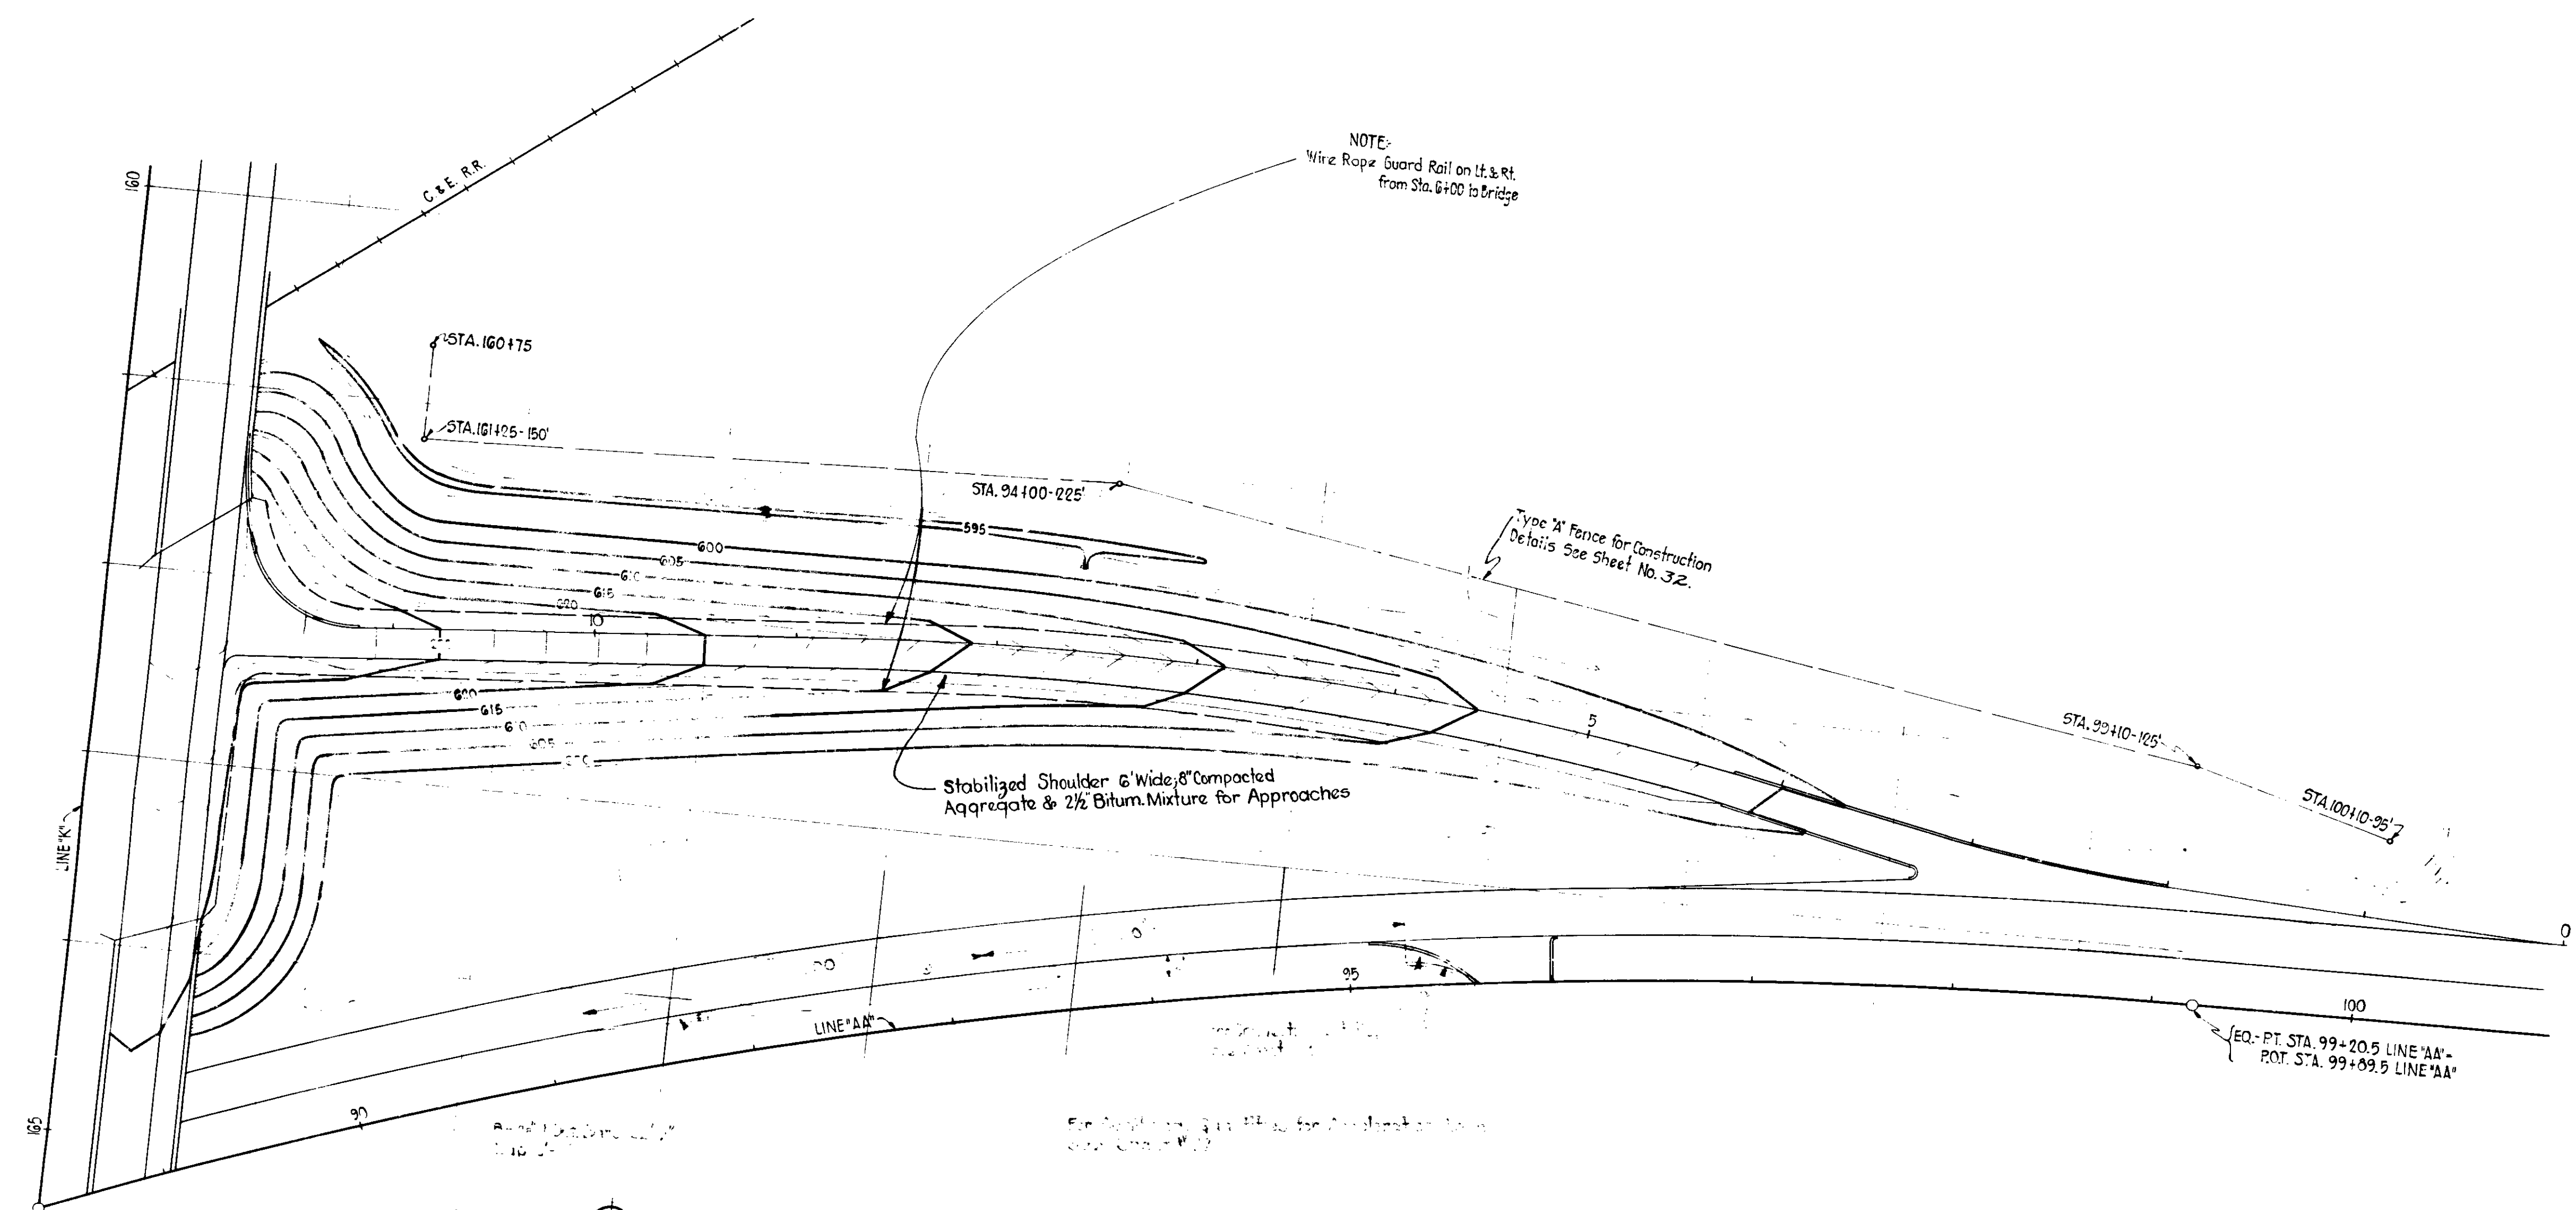 160
C. & E. R.R.
NOTE:-
Wire Rope Guard Rail on Lt. & Rt.
from Sta. 6+00 to Bridge
STA. 160+75
STA. 161+25-150'
STA. 94+00-225'
595
Type "A" Fence for Construction
Details See Sheet No. 32.
600
605
610
615
620
10
620
615
610
605
5
STA. 99+10-125'
STA. 100+10-95'
Stabilized Shoulder 6' Wide; 8" Compacted
Aggregate & 2½" Bitum. Mixture for Approaches
LINE "K"
0
95
LINE "AA"
100
EQ.- P.T. STA. 99+20.5 LINE "AA"=
P.O.T. STA. 99+89.5 LINE "AA"
90
165